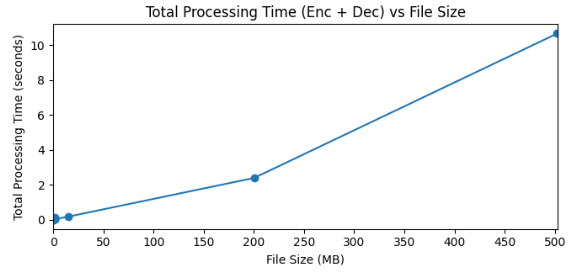 Total Processing Time (Enc + Dec) vs File Size
Total Processing Time (seconds)
10
8
6
4
2
0
0 50 100 150 200 250 300 350 400 450 500
File Size (MB)